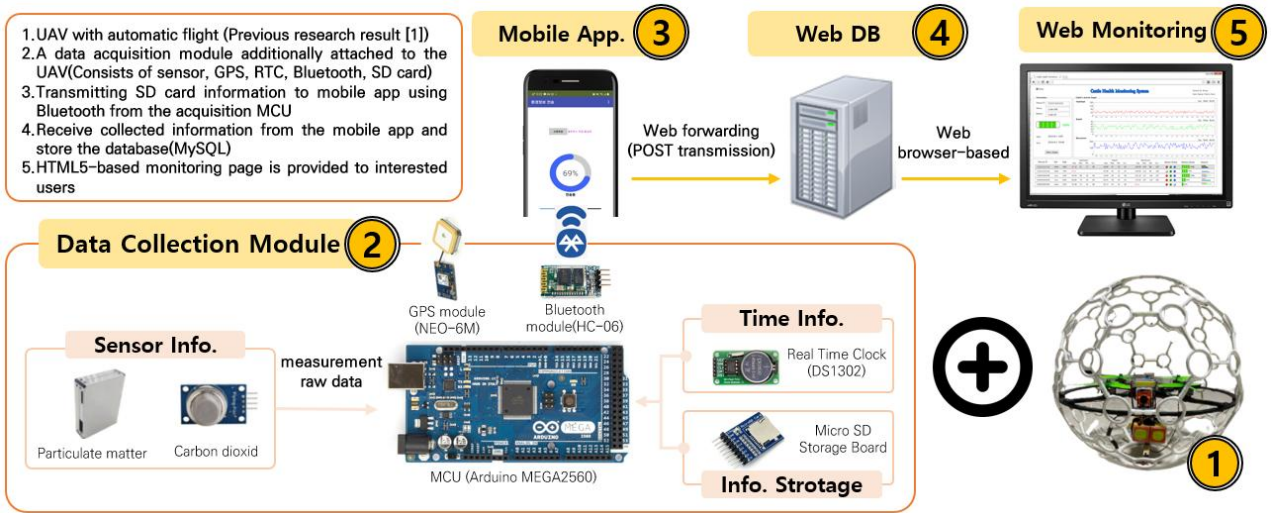 1.UAV with automatic flight (Previous research result [1])
2.A data acquisition module additionally attached to the
UAV(Consists of sensor, GPS, RTC, Bluetooth, SD card)
3.Transmitting SD card information to mobile app using
Bluetooth from the acquisition MCU
4.Receive collected information from the mobile app and
store the database(MySQL)
5.HTML5-based monitoring page is provided to interested
users
Mobile App. 3
69%
Web forwarding
(POST transmission)
Web DB 4
Web
browser-based
Web Monitoring 5
Cattle Health Monitoring System
LG
Data Collection Module 2
GPS module
(NEO-6M)
Bluetooth
module(HC-06)
Sensor Info.
Particulate matter
Carbon dioxid
measurement
raw data
ARDUINO
MEGA
MCU (Arduino MEGA2560)
Time Info.
Real Time Clock
(DS1302)
Micro SD
Storage Board
Info. Strotage
1